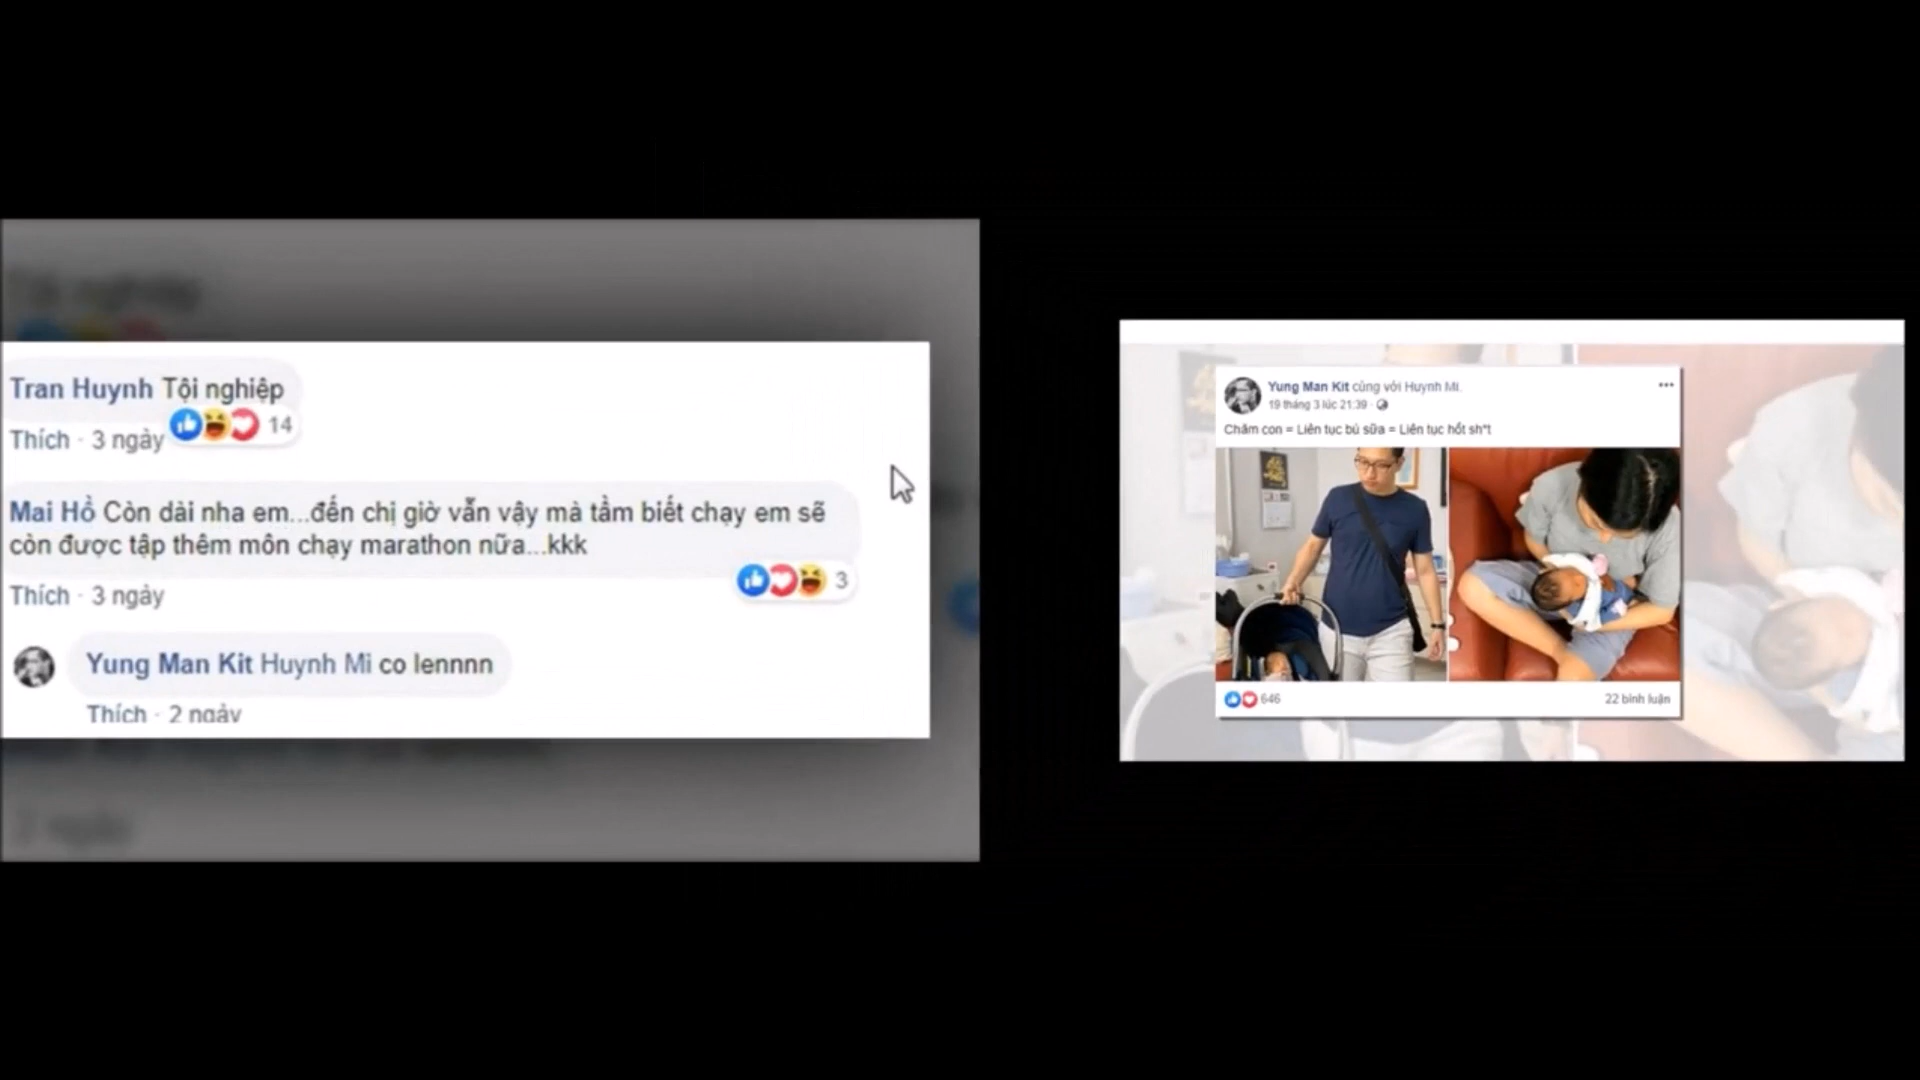 Tran Huynh Tội nghiệp
14
Thích · 3 ngày
Mai Hồ Còn dài nha em...đến chị giờ vẫn vậy mà tầm biết chạy em sẽ
còn được tập thêm môn chạy marathon nữa...kkk
3
Thích · 3 ngày
Yung Man Kit Huynh Mi co lennnn
Thích · 2 ngày
Yung Man Kit cùng với Huynh Mi.
19 tháng 3 lúc 21:39 ·
Chăm con = Liên tục bú sữa = Liên tục hốt sh*t
646
22 bình luận